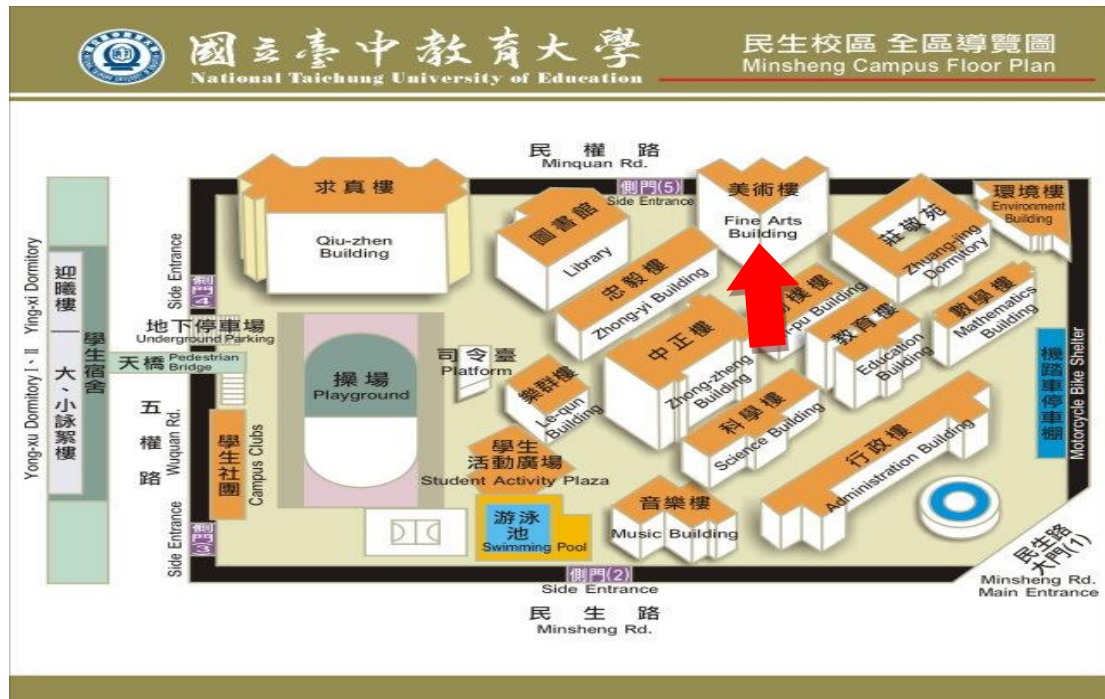 國立臺中教育大學
National Taichung University of Education
民生校區 全區導覽圖
Minsheng Campus Floor Plan
民權路
Minquan Rd.
求真樓
Qiu-zhen
Building
圖書館
Library
側門(5)
Side Entrance
美術樓
Fine Arts
Building
莊敬苑
Zhuang-jing
Dormitory
環境樓
Environment
Building
忠毅樓
Zhong-yi Building
樸樓
-pu Building
教育樓
Education
Building
數學樓
Mathematics
Building
機踏車停車棚
Motorcycle Bike Shelter
迎曦樓
大、小詠絮樓
Ying-xi Dormitory
Yong-xu Dormitory I、II
學生宿舍
Side Entrance
側門4
地下停車場
Underground Parking
天橋
Pedestrian
Bridge
五權路
Wuquan Rd.
學生社團
Campus Clubs
Side Entrance
側門3
操場
Playground
司令臺
Platform
樂群樓
Le-qun
Building
中正樓
Zhong-zheng
Building
科學樓
Science Building
行政樓
Administration Building
學生
活動廣場
Student Activity Plaza
游泳
池
Swimming Pool
音樂樓
Music Building
側門(2)
Side Entrance
民生路
Minsheng Rd.
民生路
大門(1)
Minsheng Rd.
Main Entrance